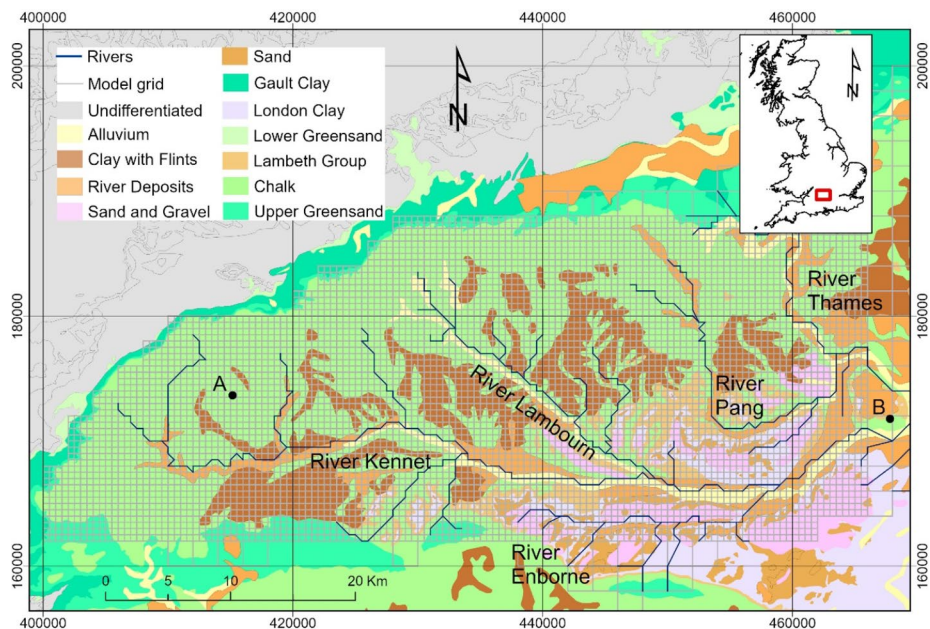 400000 420000 440000 460000
200000
200000
Rivers
Model grid
Undifferentiated
Alluvium
Clay with Flints
River Deposits
Sand and Gravel
Sand
Gault Clay
London Clay
Lower Greensand
Lambeth Group
Chalk
Upper Greensand
N
N
River
Thames
180000
180000
A
River Lambourn
River
Pang
B
River Kennet
River
Enborne
160000
160000
0 5 10 20 Km
400000 420000 440000 460000